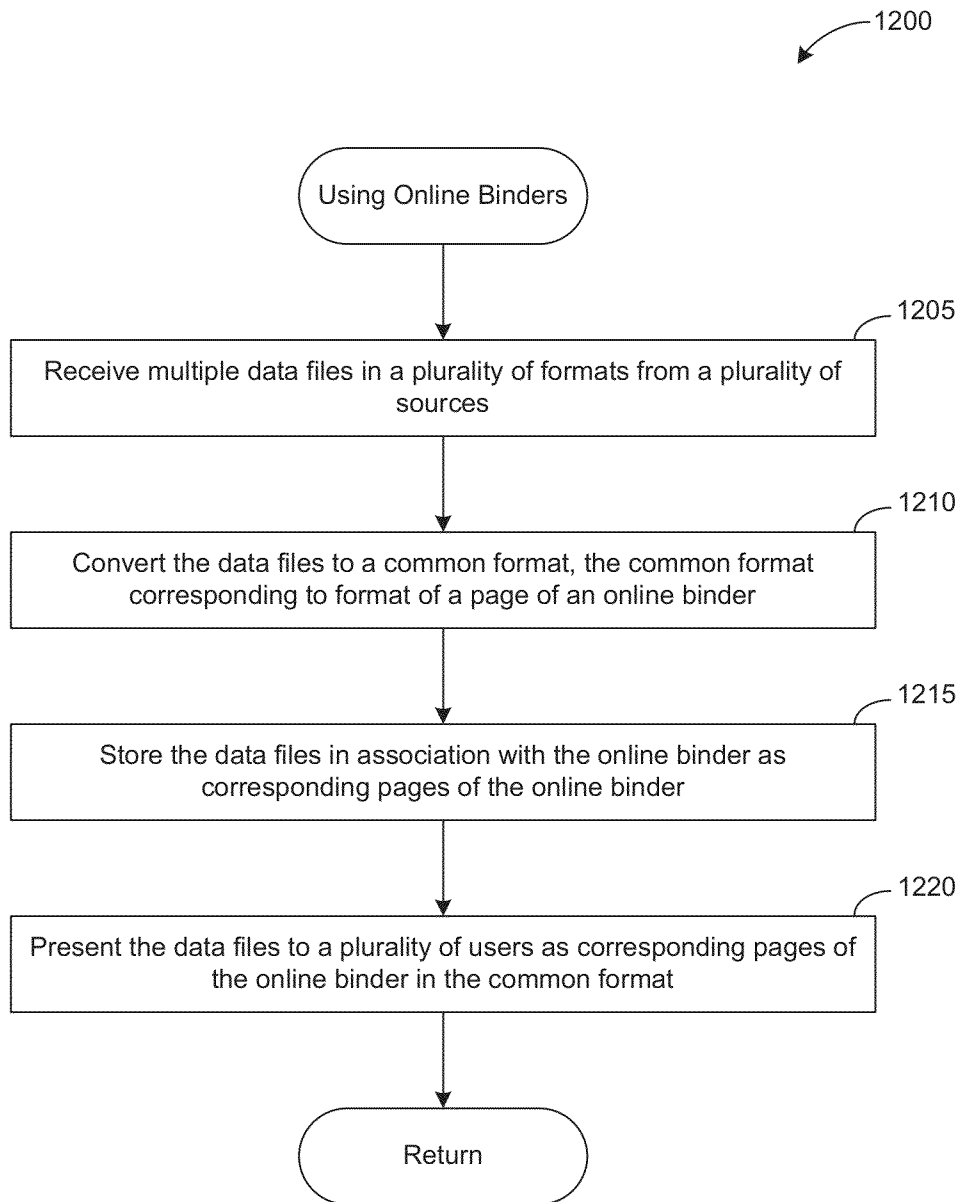 1200
Using Online Binders
1205
Receive multiple data files in a plurality of formats from a plurality of
sources
1210
Convert the data files to a common format, the common format
corresponding to format of a page of an online binder
1215
Store the data files in association with the online binder as
corresponding pages of the online binder
1220
Present the data files to a plurality of users as corresponding pages of
the online binder in the common format
Return